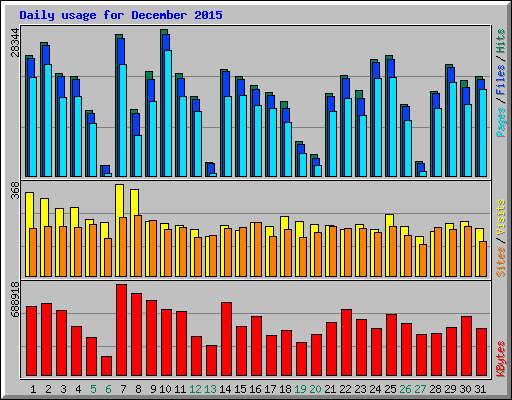 Daily usage for December 2015
28344
Pages / Files / Hits
368
Sites / Visits
688918
KBytes
1 2 3 4 5 6 7 8 9 10 11 12 13 14 15 16 17 18 19 20 21 22 23 24 25 26 27 28 29 30 31